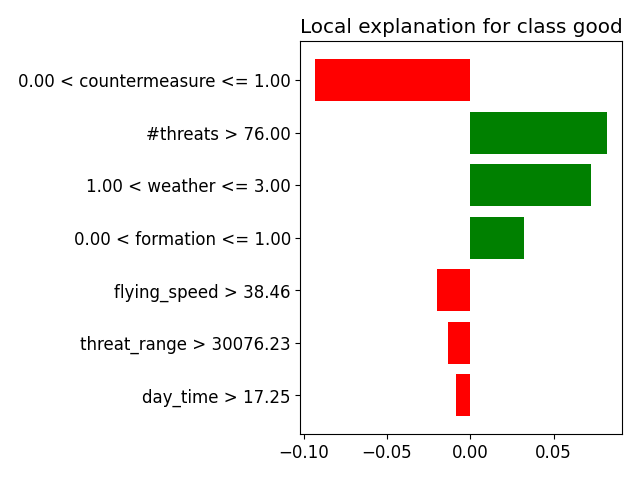 Local explanation for class good
0.00 < countermeasure <= 1.00
#threats > 76.00
1.00 < weather <= 3.00
0.00 < formation <= 1.00
flying_speed > 38.46
threat_range > 30076.23
day_time > 17.25
−0.10 −0.05 0.00 0.05